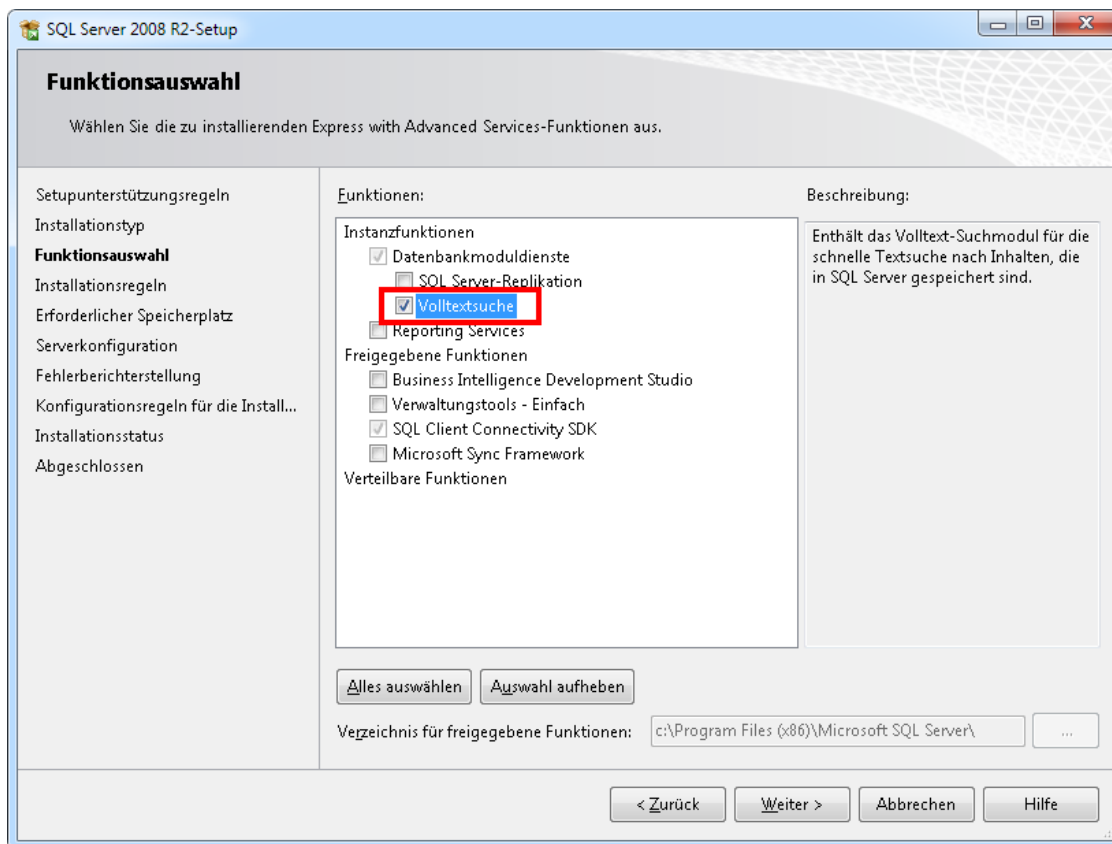 SQL Server 2008 R2-Setup
Funktionsauswahl
Wählen Sie die zu installierenden Express with Advanced Services-Funktionen aus.
Setupunterstützungsregeln
Installationstyp
Funktionsauswahl
Installationsregeln
Erforderlicher Speicherplatz
Serverkonfiguration
Fehlerberichterstellung
Konfigurationsregeln für die Install...
Installationsstatus
Abgeschlossen
Funktionen:
Instanzfunktionen
Datenbankmoduldienste
SQL Server-Replikation
Volltextsuche
Reporting Services
Freigegebene Funktionen
Business Intelligence Development Studio
Verwaltungstools - Einfach
SQL Client Connectivity SDK
Microsoft Sync Framework
Verteilbare Funktionen
Beschreibung:
Enthält das Volltext-Suchmodul für die
schnelle Textsuche nach Inhalten, die
in SQL Server gespeichert sind.
Alles auswählen
Auswahl aufheben
Verzeichnis für freigegebene Funktionen:
c:\Program Files (x86)\Microsoft SQL Server\
...
< Zurück
Weiter >
Abbrechen
Hilfe